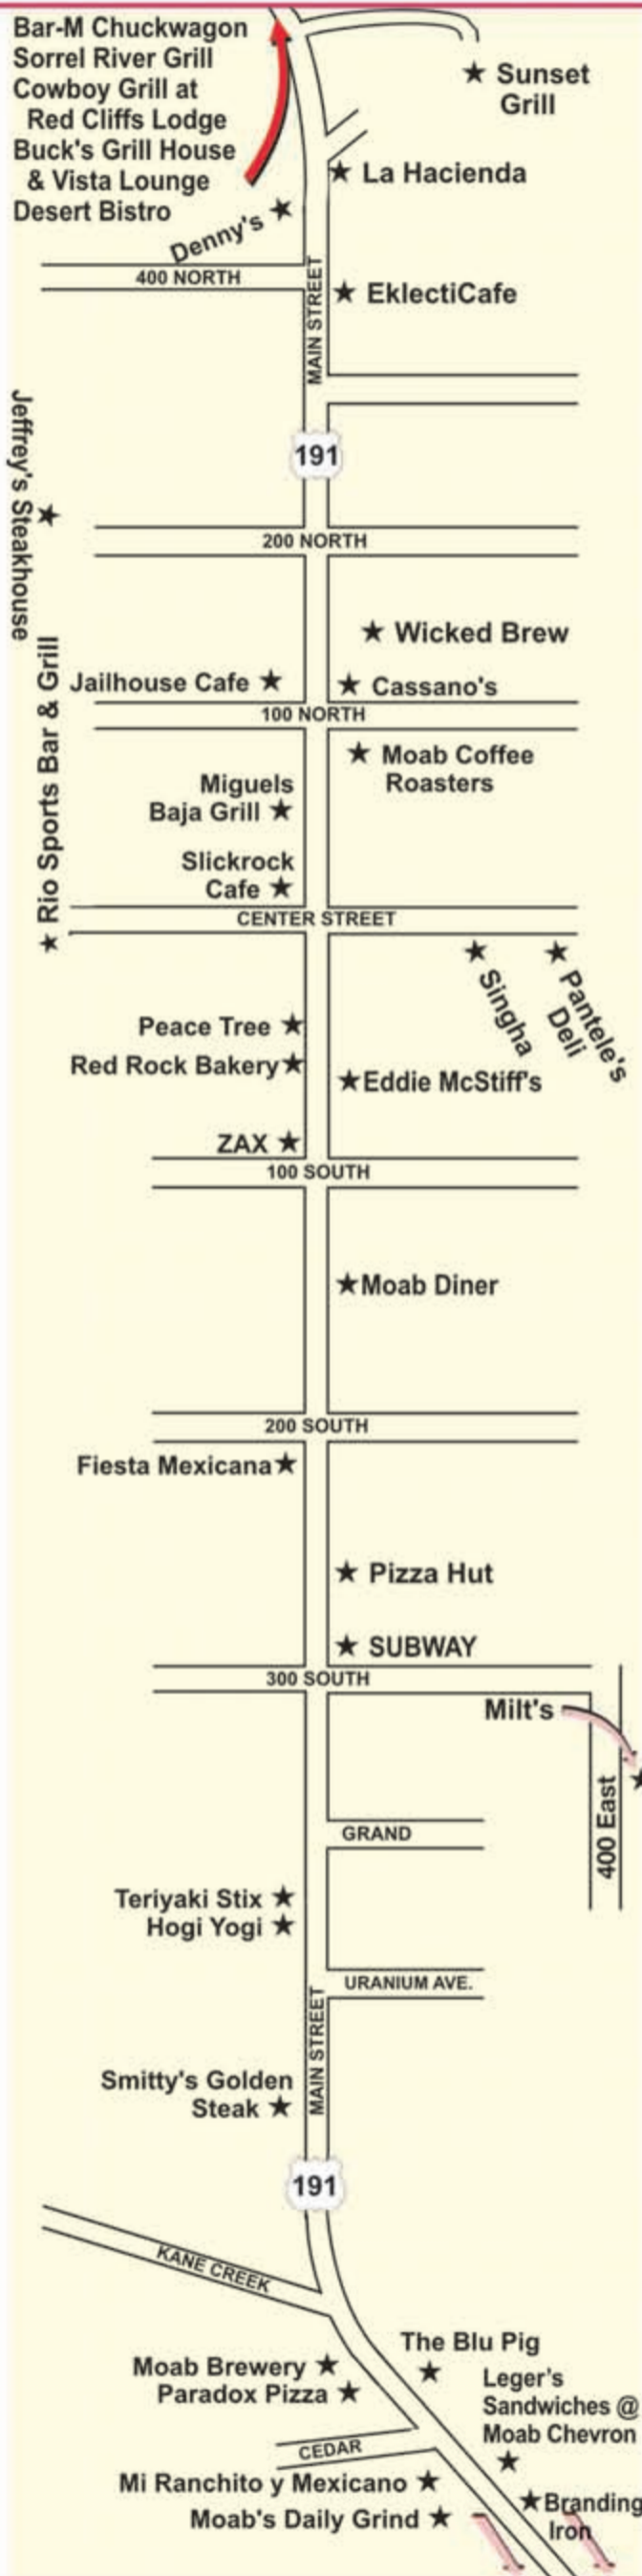 Bar-M Chuckwagon
Sorrel River Grill
Cowboy Grill at
Red Cliffs Lodge
Buck's Grill House
& Vista Lounge
Desert Bistro
Sunset
Grill
La Hacienda
Denny's
400 NORTH
MAIN STREET
EklectiCafe
191
Jeffrey's Steakhouse
200 NORTH
Wicked Brew
Rio Sports Bar & Grill
Jailhouse Cafe
Cassano's
100 NORTH
Moab Coffee
Roasters
Miguels
Baja Grill
Slickrock
Cafe
CENTER STREET
Singha
Pantele's
Deli
Peace Tree
Red Rock Bakery
Eddie McStiff's
ZAX
100 SOUTH
Moab Diner
200 SOUTH
Fiesta Mexicana
Pizza Hut
SUBWAY
300 SOUTH
Milt's
400 East
GRAND
Teriyaki Stix
Hogi Yogi
URANIUM AVE.
MAIN STREET
Smitty's Golden
Steak
191
KANE CREEK
The Blu Pig
Moab Brewery
Paradox Pizza
Leger's
Sandwiches @
Moab Chevron
CEDAR
Mi Ranchito y Mexicano
Moab's Daily Grind
Branding
Iron